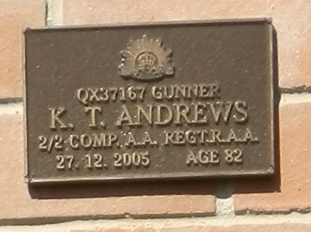 QX37167 GUNNER
K. T. ANDREWS
2/2 COMP. A.A. REGT.R.A.A.
27. 12. 2005 AGE 82